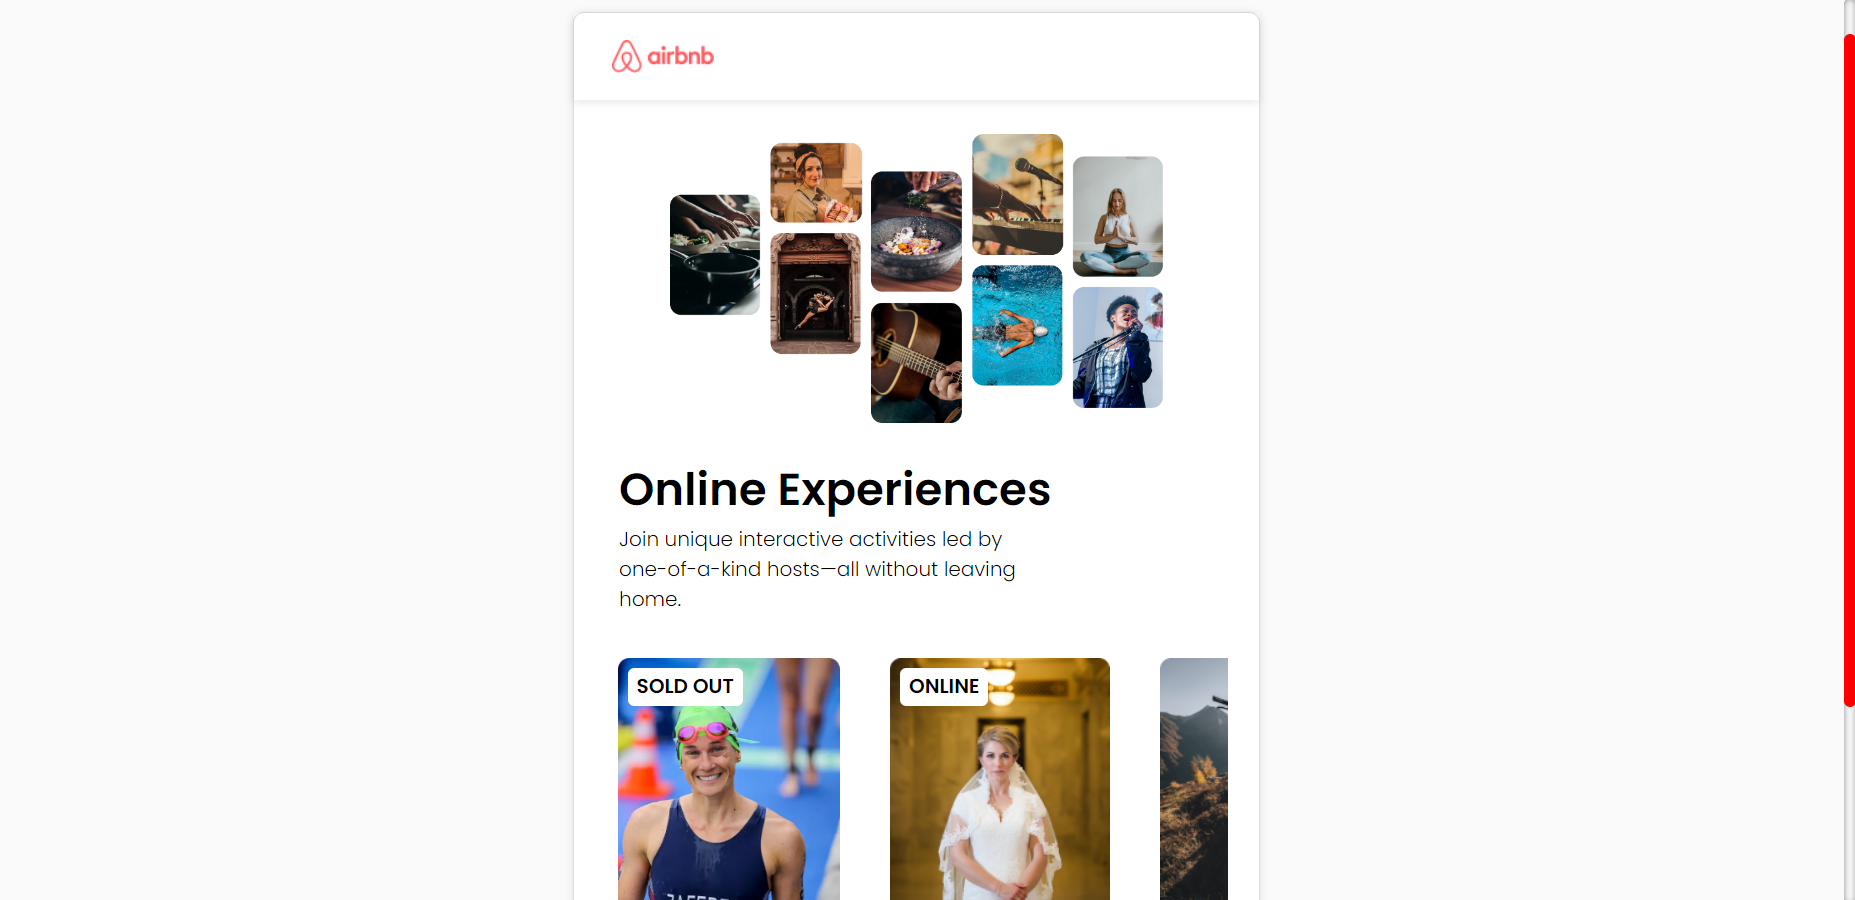 airbnb
Online Experiences
Join unique interactive activities led by
one-of-a-kind hosts—all without leaving
home.
SOLD OUT
ONLINE